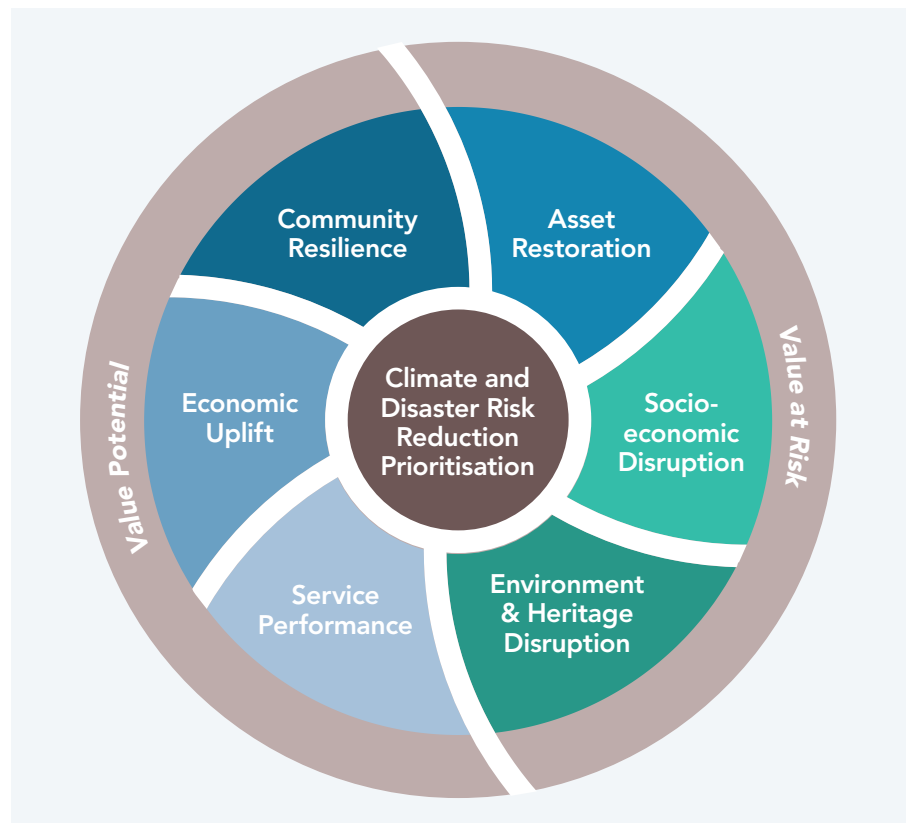 Community
Resilience
Asset
Restoration
Value Potential
Economic
Uplift
Climate and
Disaster Risk
Reduction
Prioritisation
Socio-
economic
Disruption
Value at Risk
Service
Performance
Environment
& Heritage
Disruption